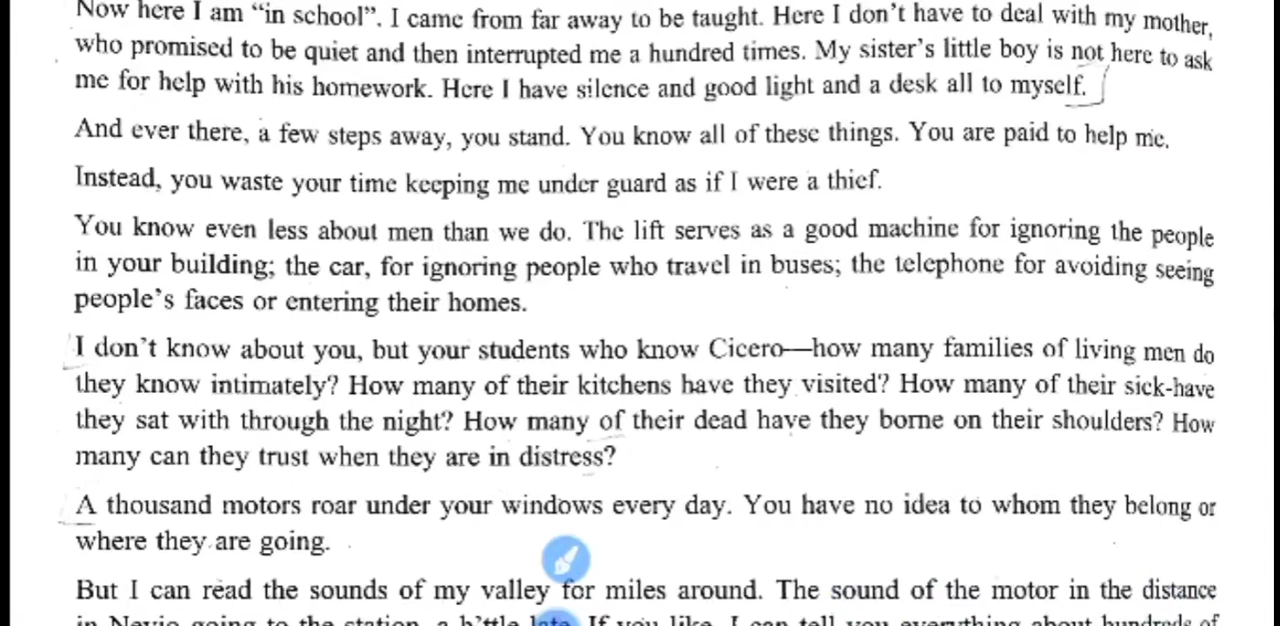 Now here I am “in school”. I came from far away to be taught. Here I don’t have to deal with my mother,
who promised to be quiet and then interrupted me a hundred times. My sister’s little boy is not here to ask
me for help with his homework. Here I have silence and good light and a desk all to myself.
And ever there, a few steps away, you stand. You know all of these things. You are paid to help me.
Instead, you waste your time keeping me under guard as if I were a thief.
You know even less about men than we do. The lift serves as a good machine for ignoring the people
in your building; the car, for ignoring people who travel in buses; the telephone for avoiding seeing
people’s faces or entering their homes.
I don’t know about you, but your students who know Cicero—how many families of living men do
they know intimately? How many of their kitchens have they visited? How many of their sick-have
they sat with through the night? How many of their dead have they borne on their shoulders? How
many can they trust when they are in distress?
A thousand motors roar under your windows every day. You have no idea to whom they belong or
where they are going.
But I can read the sounds of my valley for miles around. The sound of the motor in the distance
going to the station, a late. If you like, I can tell you everything about hundreds of